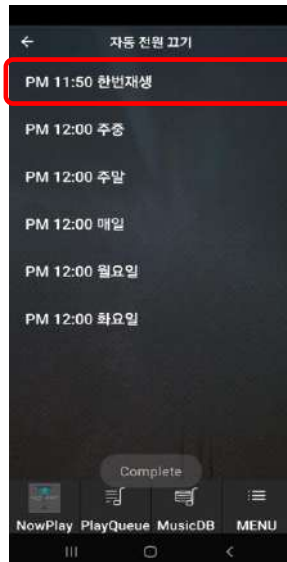 자동 전원 끄기
PM 11:50 한번재생
PM 12:00 주중
PM 12:00 주말
PM 12:00 매일
PM 12:00 월요일
PM 12:00 화요일
Complete
NowPlay PlayQueue MusicDB MENU